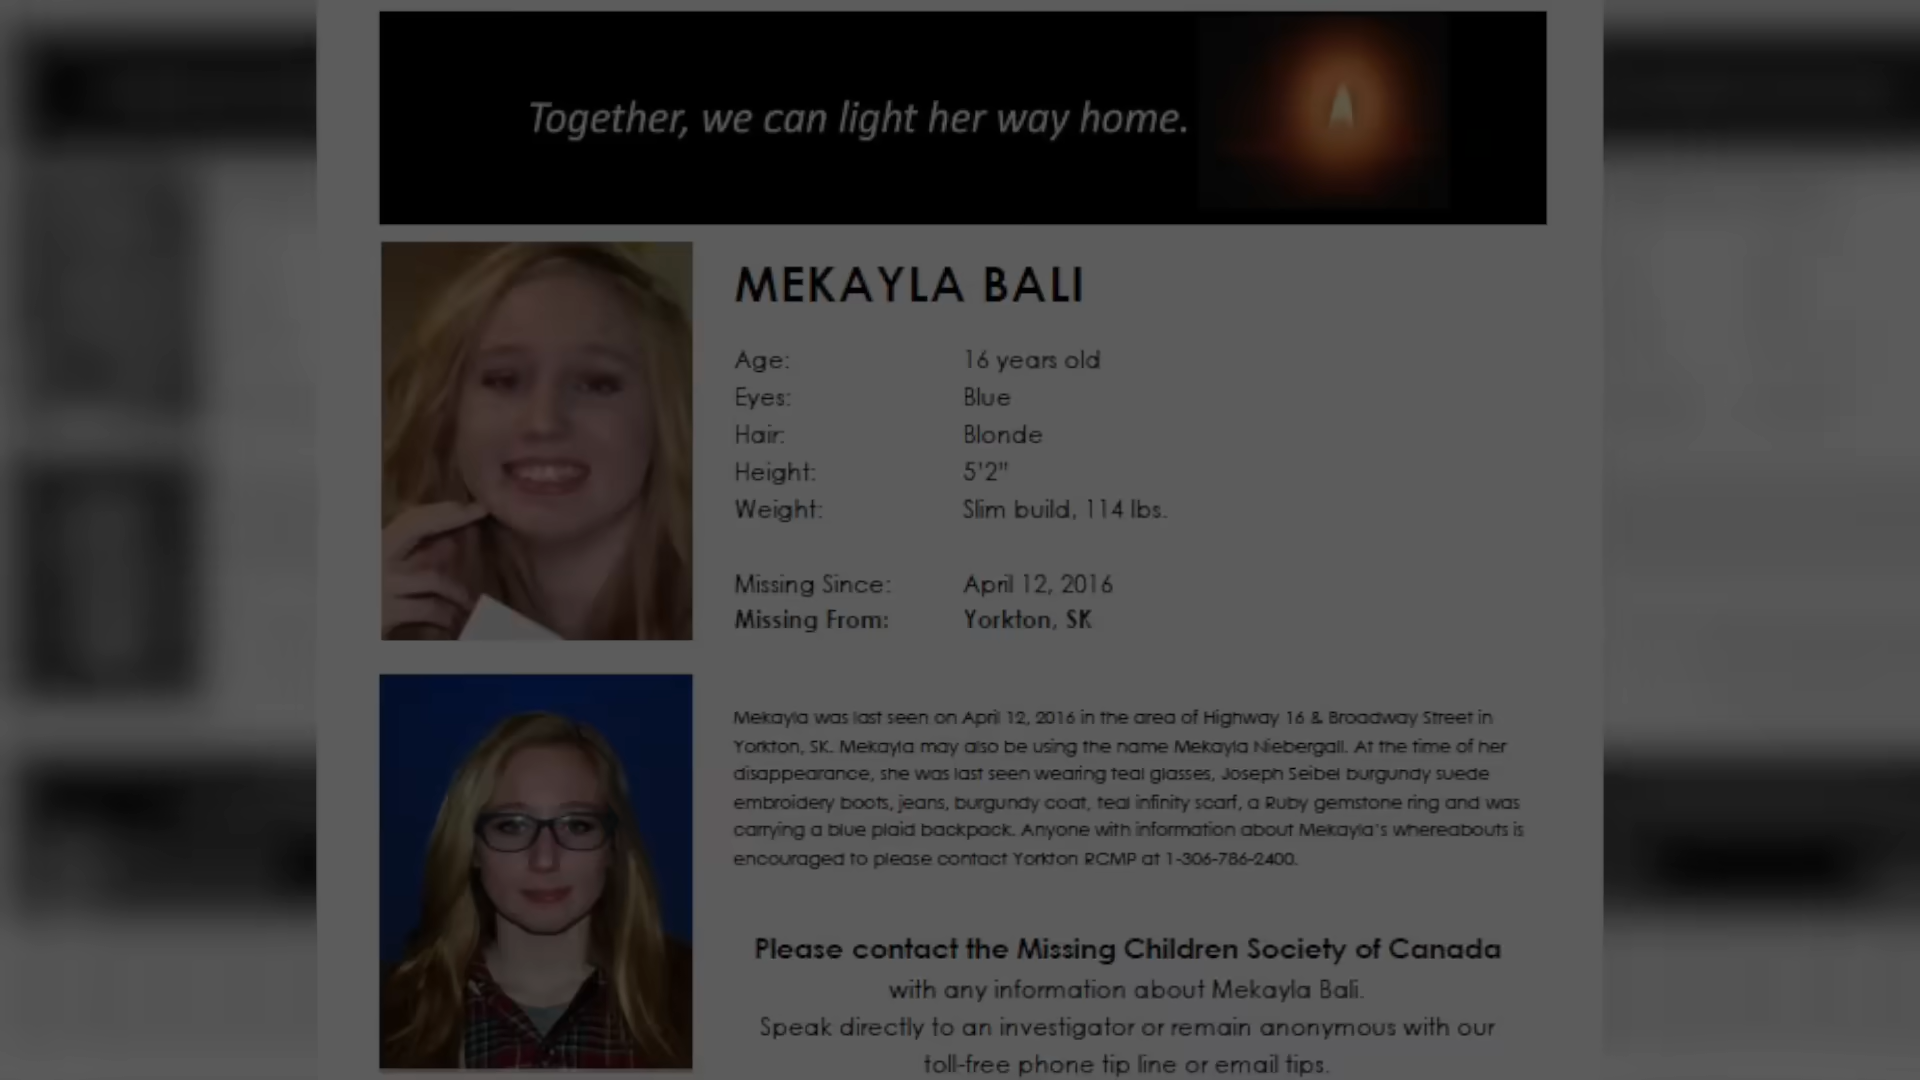 Together, we can light her way home.
MEKAYLA BALI
Age: 16 years old
Eyes: Blue
Hair: Blonde
Height: 5'2"
Weight: Slim build, 114 lbs.
Missing Since: April 12, 2016
Missing From: Yorkton, SK
Mekayla was last seen on April 12, 2016 in the area of Highway 16 & Broadway Street in
Yorkton, SK. Mekayla may also be using the name Mekayla Niebergall. At the time of her
disappearance, she was last seen wearing teal glasses, Joseph Seibel burgundy suede
embroidery boots, jeans, burgundy coat, teal infinity scarf, a Ruby gemstone ring and was
carrying a blue plaid backpack. Anyone with information about Mekayla's whereabouts is
encouraged to please contact Yorkton RCMP at 1-306-786-2400.
Please contact the Missing Children Society of Canada
with any information about Mekayla Bali.
Speak directly to an investigator or remain anonymous with our
toll-free phone tip line or email tips.